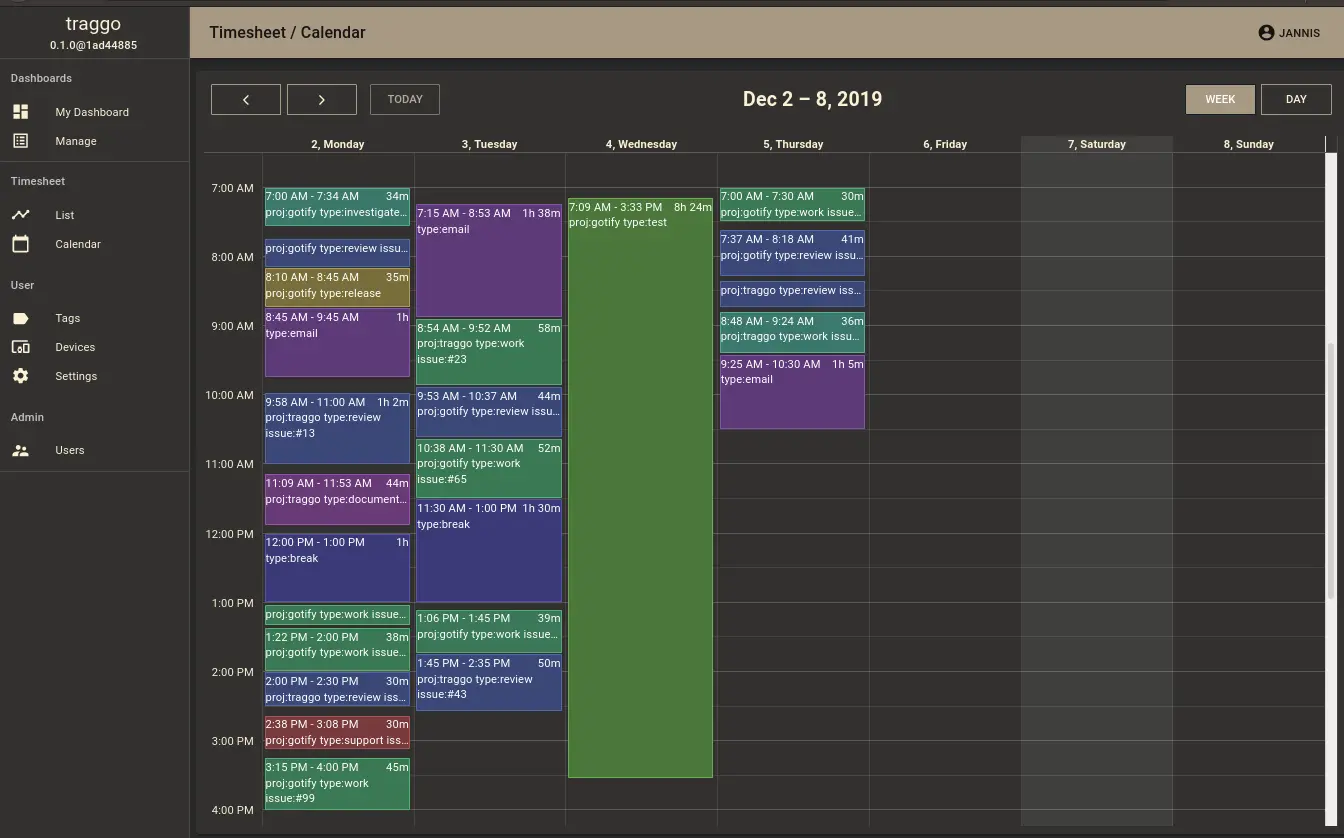 traggo
0.1.0@1ad44885
Dashboards
My Dashboard
Manage
Timesheet
List
Calendar
User
Tags
Devices
Settings
Admin
Users
Timesheet / Calendar
JANNIS
TODAY
Dec 2 – 8, 2019
WEEK
DAY
2, Monday
3, Tuesday
4, Wednesday
5, Thursday
6, Friday
7, Saturday
8, Sunday
7:00 AM
8:00 AM
9:00 AM
10:00 AM
11:00 AM
12:00 PM
1:00 PM
2:00 PM
3:00 PM
4:00 PM
7:00 AM - 7:34 AM 34m
proj:gotify type:investigate...
proj:gotify type:review issu...
8:10 AM - 8:45 AM 35m
proj:gotify type:release
8:45 AM - 9:45 AM 1h
type:email
9:58 AM - 11:00 AM 1h 2m
proj:traggo type:review
issue:#13
11:09 AM - 11:53 AM 44m
proj:traggo type:document...
12:00 PM - 1:00 PM 1h
type:break
proj:gotify type:work issue...
1:22 PM - 2:00 PM 38m
proj:gotify type:work issue...
2:00 PM - 2:30 PM 30m
proj:traggo type:review iss...
2:38 PM - 3:08 PM 30m
proj:gotify type:support iss...
3:15 PM - 4:00 PM 45m
proj:gotify type:work
issue:#99
7:15 AM - 8:53 AM 1h 38m
type:email
8:54 AM - 9:52 AM 58m
proj:traggo type:work
issue:#23
9:53 AM - 10:37 AM 44m
proj:gotify type:review issu...
10:38 AM - 11:30 AM 52m
proj:gotify type:work
issue:#65
11:30 AM - 1:00 PM 1h 30m
type:break
1:06 PM - 1:45 PM 39m
proj:gotify type:work issue...
1:45 PM - 2:35 PM 50m
proj:traggo type:review
issue:#43
7:09 AM - 3:33 PM 8h 24m
proj:gotify type:test
7:00 AM - 7:30 AM 30m
proj:gotify type:work issue...
7:37 AM - 8:18 AM 41m
proj:gotify type:review issu...
proj:traggo type:review iss...
8:48 AM - 9:24 AM 36m
proj:traggo type:work issu...
9:25 AM - 10:30 AM 1h 5m
type:email